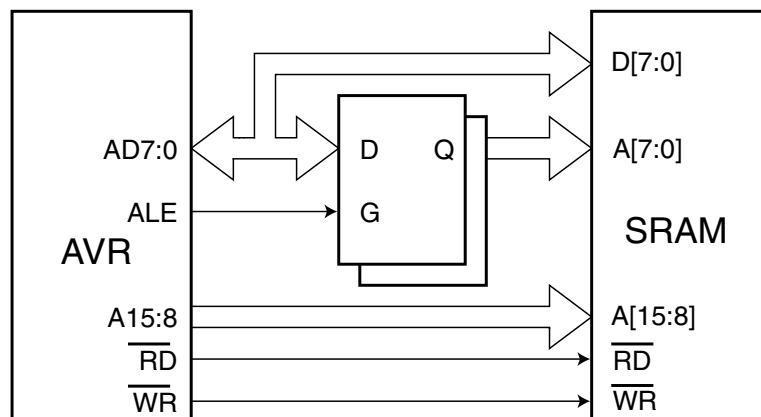 D[7:0]
AD7:0
D
Q
A[7:0]
ALE
G
AVR
SRAM
A15:8
A[15:8]
RD
RD
WR
WR